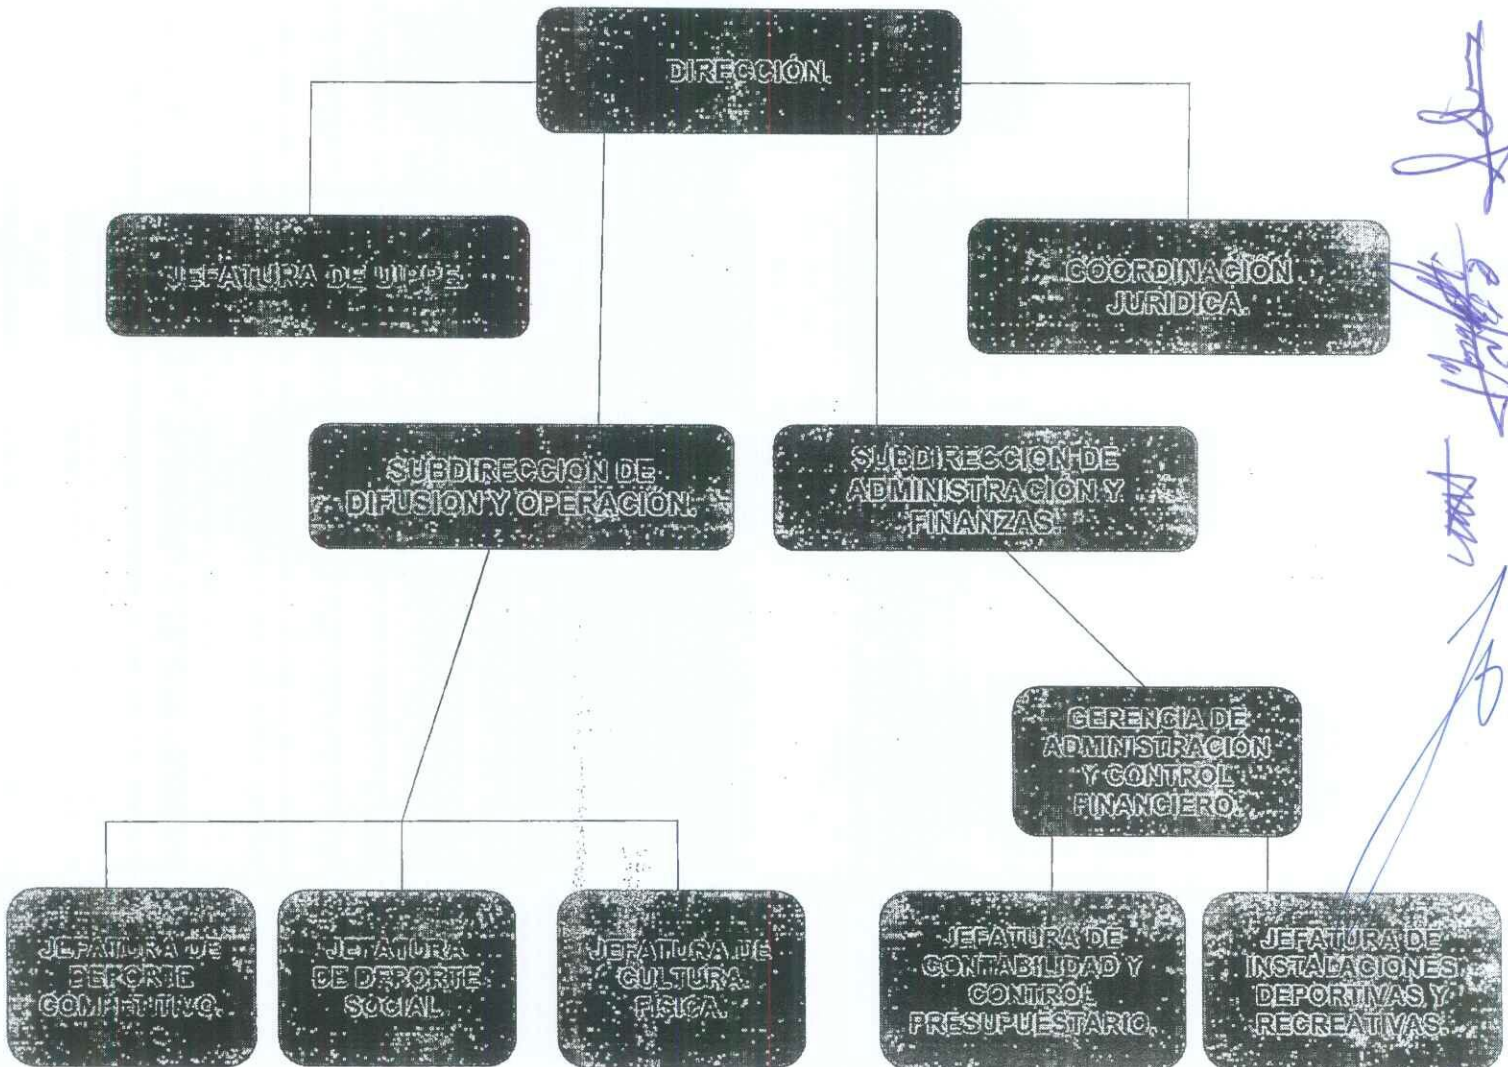 DIRECCIÓN.
JEFATURA DE UIPPE.
COORDINACIÓN
JURIDICA.
SUBDIRECCION DE
DIFUSION Y OPERACIÓN.
SUBDIRECCION DE
ADMINISTRACIÓN Y
FINANZAS.
GERENCIA DE
ADMINISTRACIÓN
Y CONTROL
FINANCIERO.
JEFATURA DE
DEPORTE
COMPETITIVO.
JEFATURA
DE DEPORTE
SOCIAL
JEFATURA DE
CULTURA
FISICA.
JEFATURA DE
CONTABILIDAD Y
CONTROL
PRESUPUESTARIO.
JEFATURA DE
INSTALACIONES
DEPORTIVAS Y
RECREATIVAS.